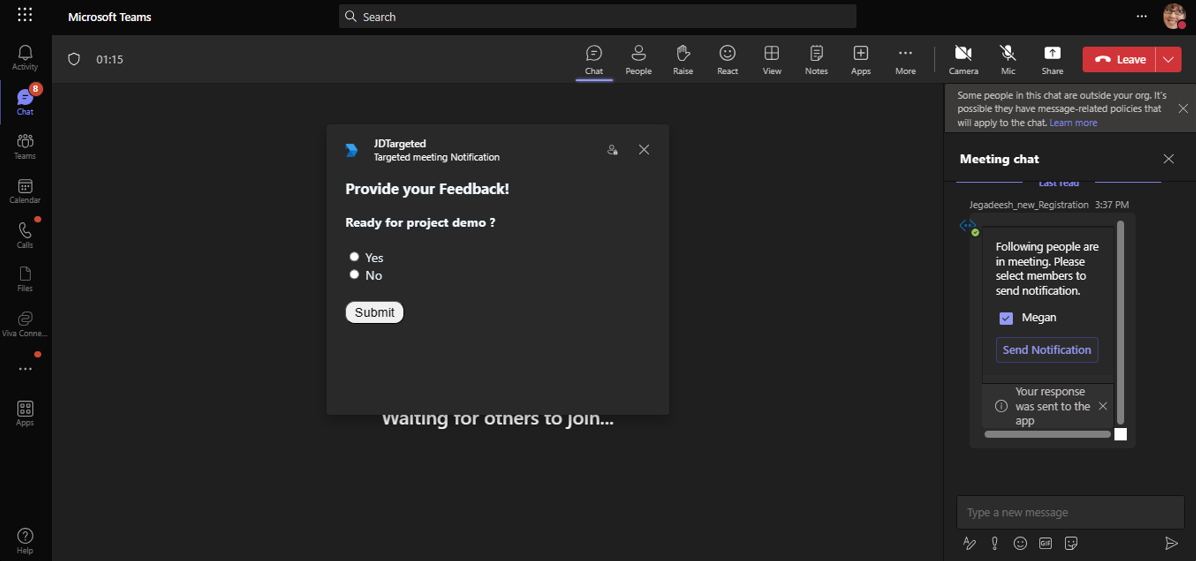 Microsoft Teams
Search
Activity
8
Chat
Teams
Calendar
Calls
Files
Viva Conne...
Apps
Help
01:15
Chat
People
Raise
React
View
Notes
Apps
More
Camera
Mic
Share
Leave
JDTargeted
Targeted meeting Notification
Provide your Feedback!
Ready for project demo ?
Yes
No
Submit
Waiting for others to join...
Some people in this chat are outside your org. It's
possible they have message-related policies that
will apply to the chat. Learn more
Meeting chat
Last read
Jegadeesh_new_Registration 3:37 PM
Following people are
in meeting. Please
select members to
send notification.
Megan
Send Notification
Your response
was sent to the
app
Type a new message
GIF